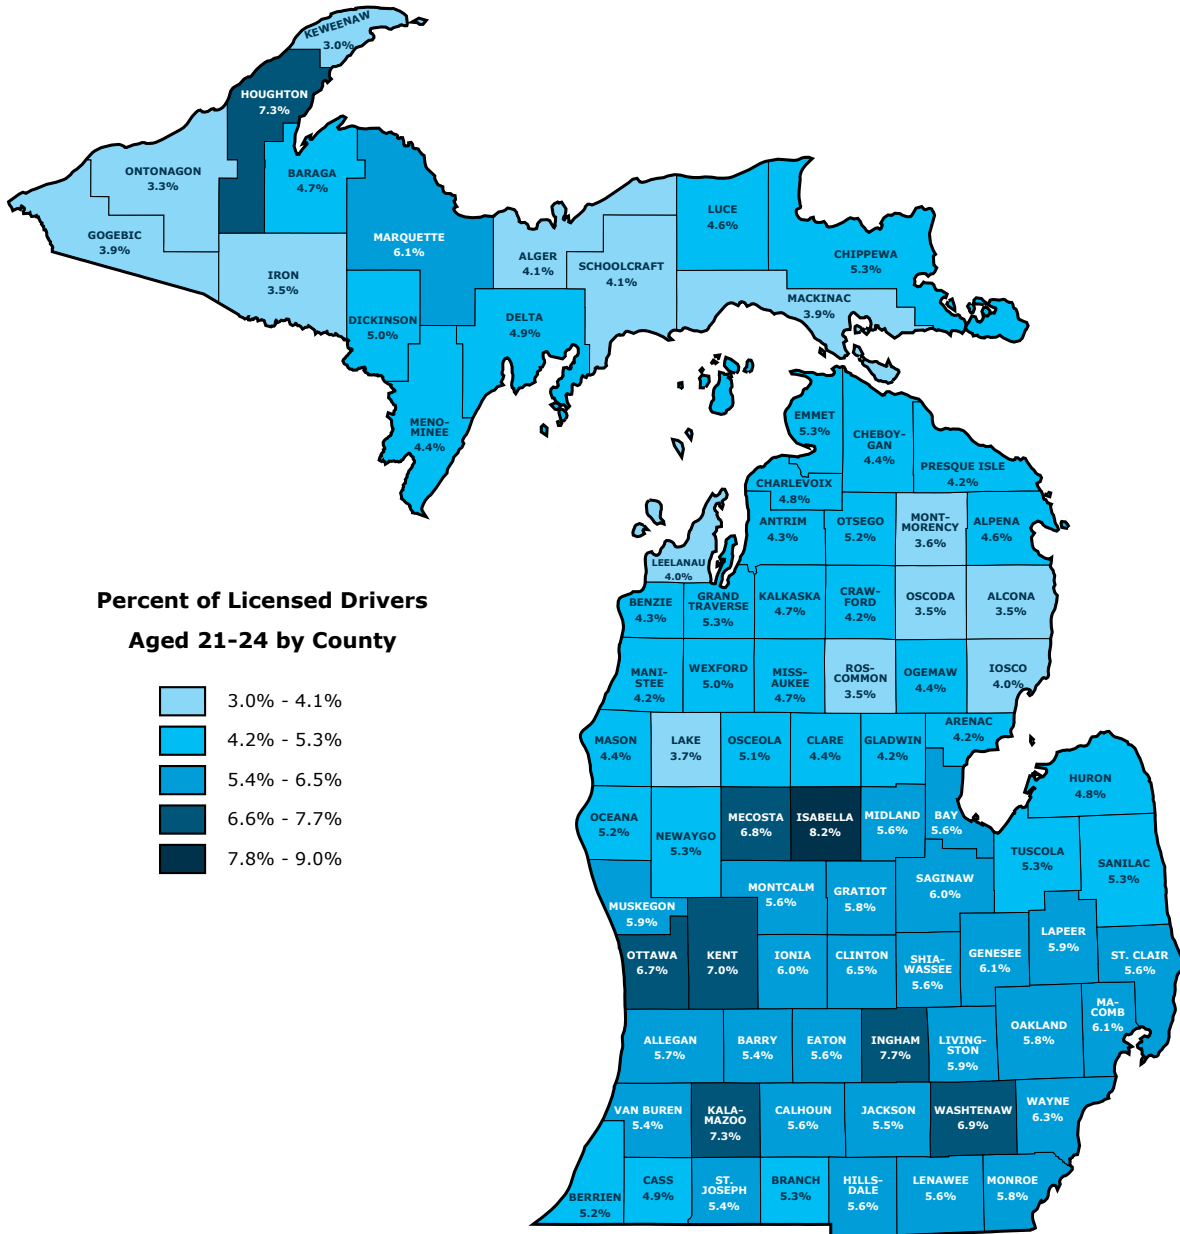 KEWEENAW
3.0%
HOUGHTON
7.3%
ONTONAGON
3.3%
BARAGA
4.7%
GOGEBIC
3.9%
MARQUETTE
6.1%
IRON
3.5%
ALGER
4.1%
SCHOOLCRAFT
4.1%
LUCE
4.6%
CHIPPEWA
5.3%
MACKINAC
3.9%
DICKINSON
5.0%
DELTA
4.9%
MENO-
MINEE
4.4%
EMMET
5.3%
CHEBOY-
GAN
4.4%
PRESQUE ISLE
4.2%
CHARLEVOIX
4.8%
ANTRIM
4.3%
OTSEGO
5.2%
MONT-
MORENCY
3.6%
ALPENA
4.6%
LEELANAU
4.0%
BENZIE
4.3%
GRAND
TRAVERSE
5.3%
KALKASKA
4.7%
CRAW-
FORD
4.2%
OSCODA
3.5%
ALCONA
3.5%
MANI-
STEE
4.2%
WEXFORD
5.0%
MISS-
AUKEE
4.7%
ROS-
COMMON
3.5%
OGEMAW
4.4%
IOSCO
4.0%
Percent of Licensed Drivers
Aged 21-24 by County
3.0% - 4.1%
4.2% - 5.3%
5.4% - 6.5%
6.6% - 7.7%
7.8% - 9.0%
MASON
4.4%
LAKE
3.7%
OSCEOLA
5.1%
CLARE
4.4%
GLADWIN
4.2%
ARENAC
4.2%
HURON
4.8%
OCEANA
5.2%
NEWAYGO
5.3%
MECOSTA
6.8%
ISABELLA
8.2%
MIDLAND
5.6%
BAY
5.6%
TUSCOLA
5.3%
SANILAC
5.3%
MUSKEGON
5.9%
MONTCALM
5.6%
GRATIOT
5.8%
SAGINAW
6.0%
OTTAWA
6.7%
KENT
7.0%
IONIA
6.0%
CLINTON
6.5%
SHIA-
WASSEE
5.6%
GENESEE
6.1%
LAPEER
5.9%
ST. CLAIR
5.6%
ALLEGAN
5.7%
BARRY
5.4%
EATON
5.6%
INGHAM
7.7%
LIVING-
STON
5.9%
OAKLAND
5.8%
MA-
COMB
6.1%
VAN BUREN
5.4%
KALA-
MAZOO
7.3%
CALHOUN
5.6%
JACKSON
5.5%
WASHTENAW
6.9%
WAYNE
6.3%
BERRIEN
5.2%
CASS
4.9%
ST.
JOSEPH
5.4%
BRANCH
5.3%
HILLS-
DALE
5.6%
LENAWEE
5.6%
MONROE
5.8%